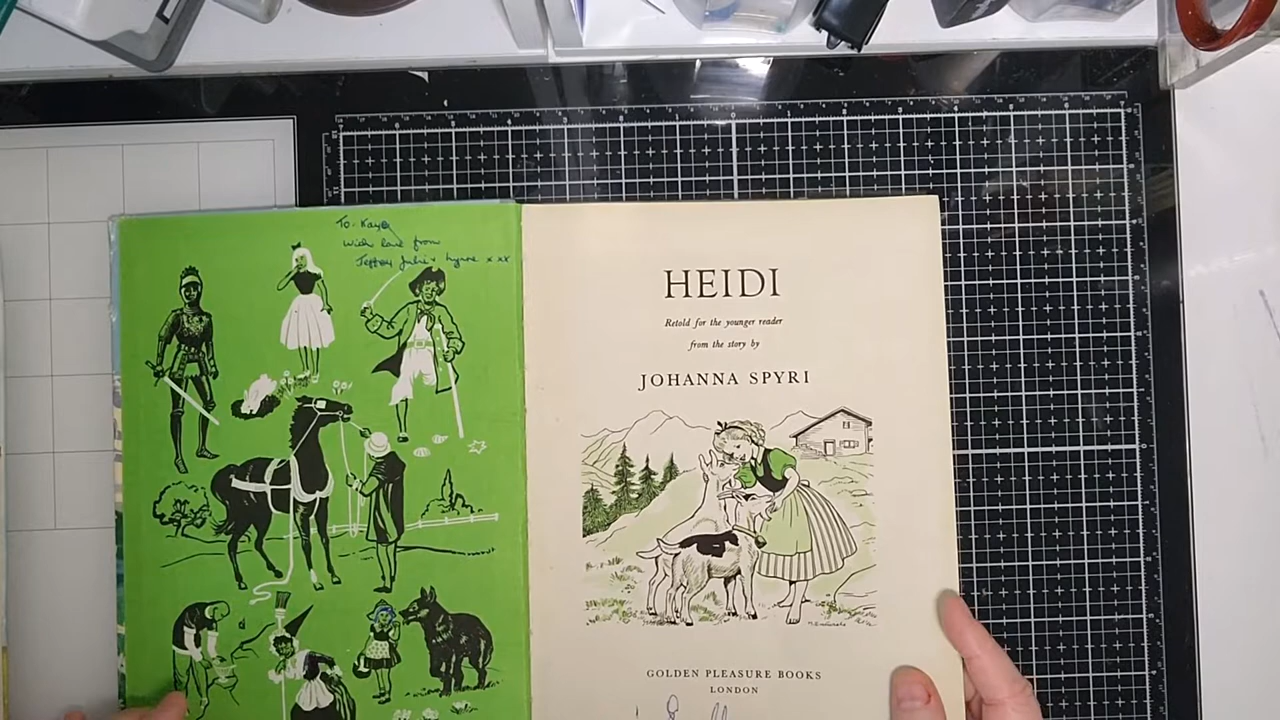 To Kaye
With love from
Julie + Lynne x xx
HEIDI
Retold for the younger reader
from the story by
JOHANNA SPYRI
GOLDEN PLEASURE BOOKS
LONDON